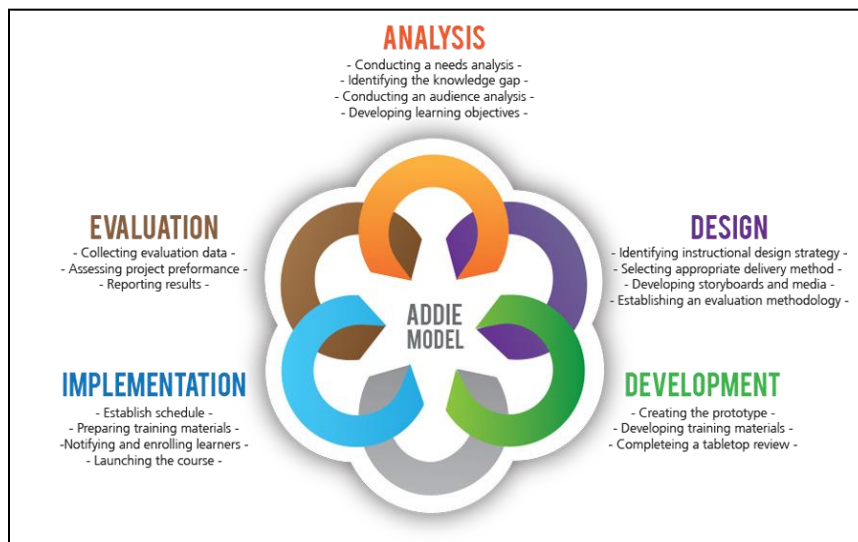 ANALYSIS
- Conducting a needs analysis -
- Identifying the knowledge gap -
- Conducting an audience analysis -
- Developing learning objectives -
EVALUATION
- Collecting evaluation data -
- Assessing project preformance -
- Reporting results -
DESIGN
- Identifying instructional design strategy -
- Selecting appropriate delivery method -
- Developing storyboards and media -
- Establishing an evaluation methodology -
ADDIE
MODEL
IMPLEMENTATION
- Establish schedule -
- Preparing training materials -
-Notifying and enrolling learners -
- Launching the course -
DEVELOPMENT
- Creating the prototype -
- Developing training materials -
- Completeing a tabletop review -